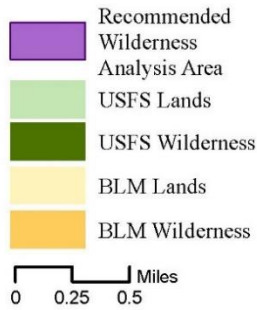 Recommended
Wilderness
Analysis Area
USFS Lands
USFS Wilderness
BLM Lands
BLM Wilderness
Miles
0 0.25 0.5